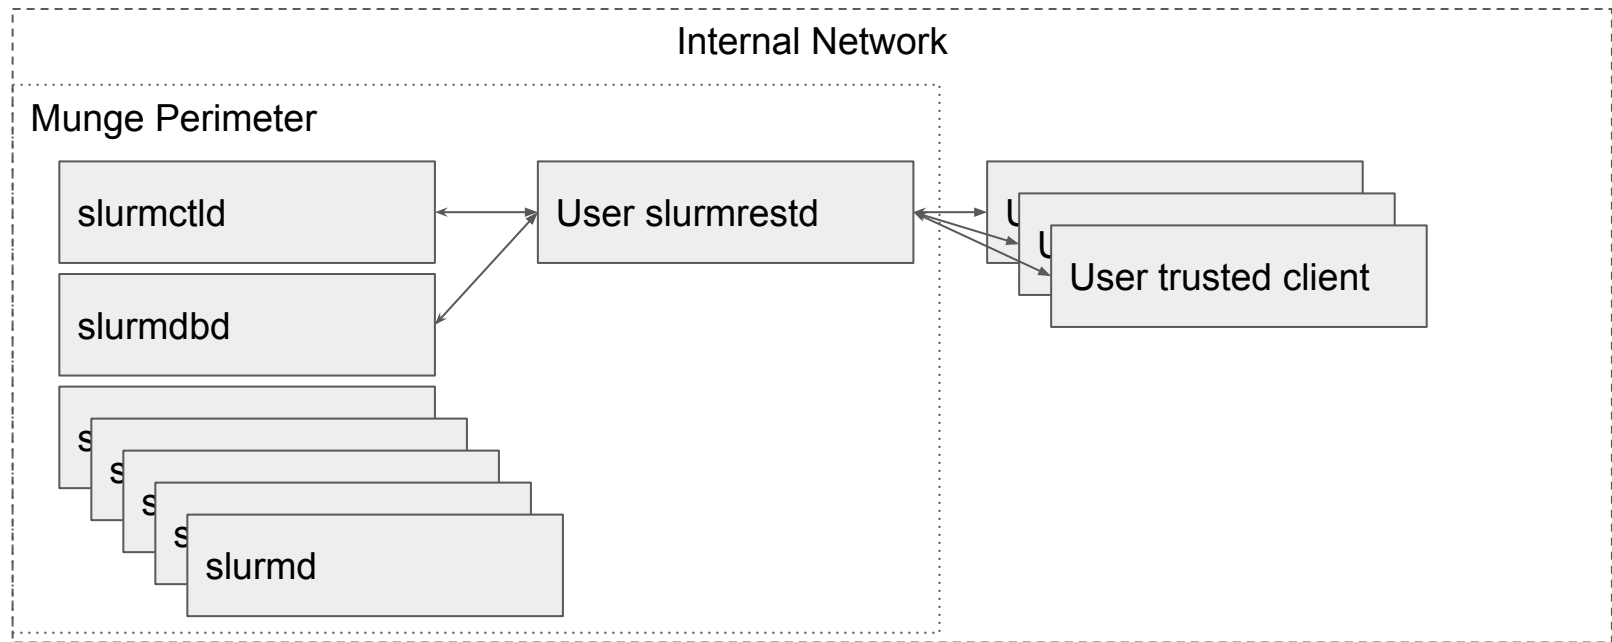 Internal Network
Munge Perimeter
slurmctld
User slurmrestd
U
U
User trusted client
slurmdbd
s
s
s
s
slurmd